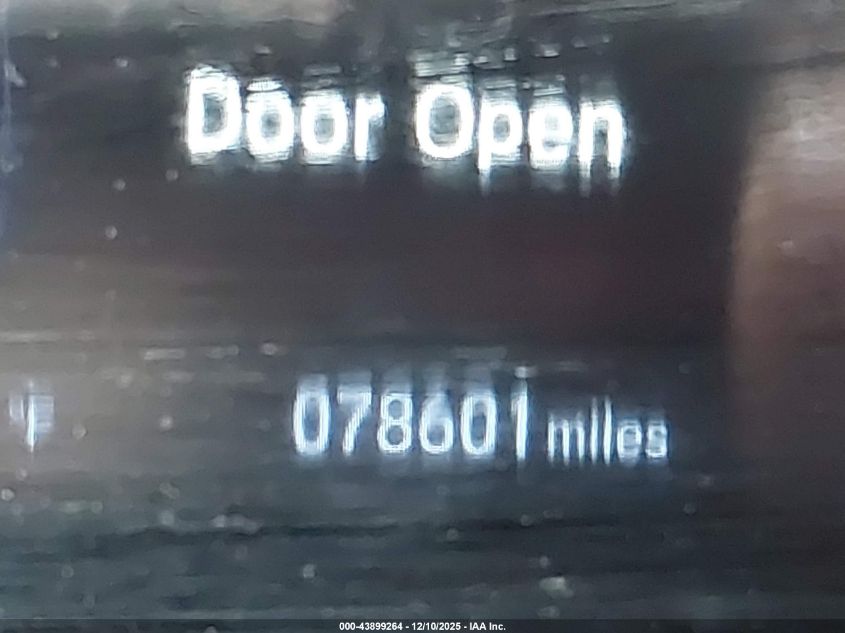 Door Open
078601 miles
000-43899264 - 12/10/2025 - IAA Inc.